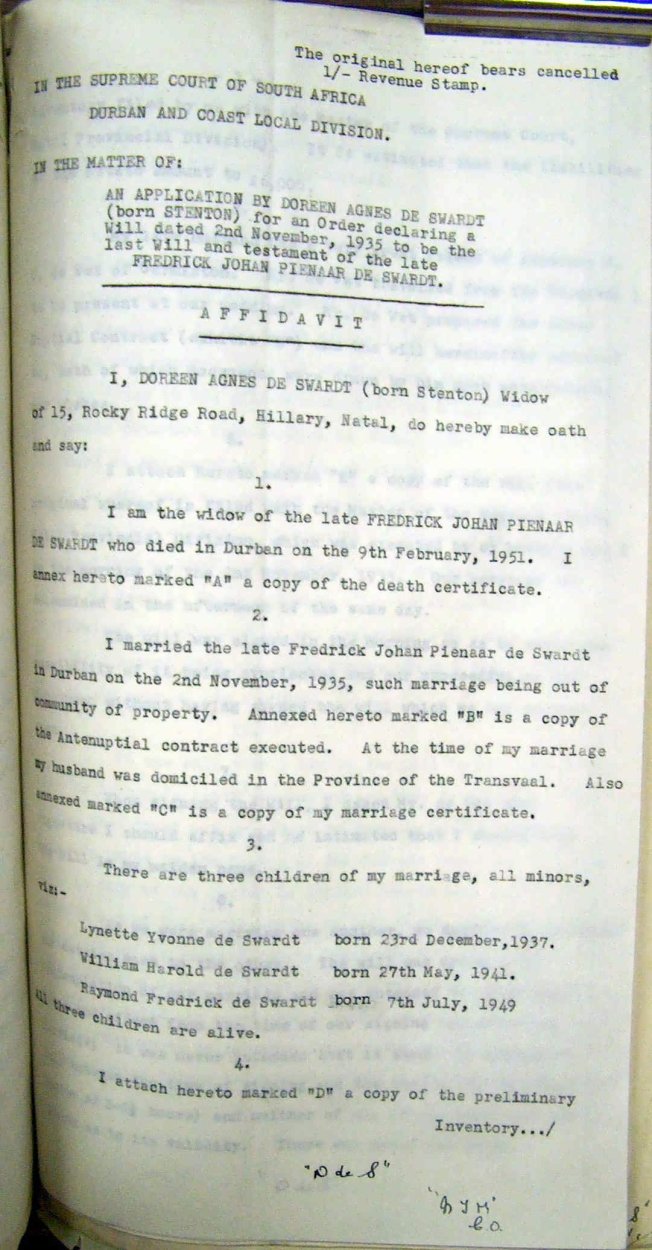 The original hereof bears cancelled
1/- Revenue Stamp.
IN THE SUPREME COURT OF SOUTH AFRICA
DURBAN AND COAST LOCAL DIVISION.
IN THE MATTER OF:
AN APPLICATION BY DOREEN AGNES DE SWARDT
(born STENTON) for an Order declaring a
Will dated 2nd November, 1935 to be the
last Will and testament of the late
FREDRICK JOHAN PIENAAR DE SWARDT.
A F F I D A V I T
I, DOREEN AGNES DE SWARDT (born Stenton) Widow
of 15, Rocky Ridge Road, Hillary, Natal, do hereby make oath
and say:
1.
I am the widow of the late FREDRICK JOHAN PIENAAR
DE SWARDT who died in Durban on the 9th February, 1951. I
annex hereto marked "A" a copy of the death certificate.
2.
I married the late Fredrick Johan Pienaar de Swardt
in Durban on the 2nd November, 1935, such marriage being out of
community of property. Annexed hereto marked "B" is a copy of
the Antenuptial contract executed. At the time of my marriage
my husband was domiciled in the Province of the Transvaal. Also
annexed marked "C" is a copy of my marriage certificate.
3.
There are three children of my marriage, all minors,
viz:-
Lynette Yvonne de Swardt born 23rd December,1937.
William Harold de Swardt born 27th May, 1941.
Raymond Fredrick de Swardt born 7th July, 1949
All three children are alive.
4.
I attach hereto marked "D" a copy of the preliminary
Inventory.../
"D de S"
C.O.